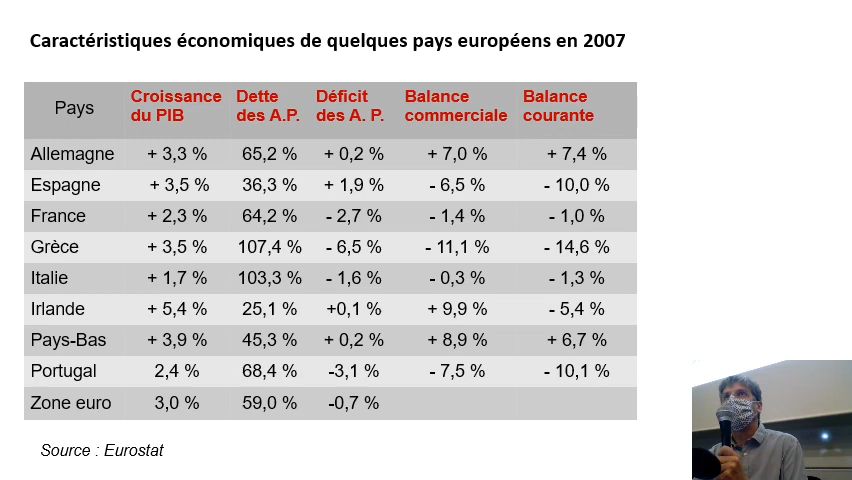 Caractéristiques économiques de quelques pays européens en 2007
Pays Croissance du PIB Dette des A.P. Déficit des A. P. Balance commerciale Balance courante
Allemagne + 3,3 % 65,2 % + 0,2 % + 7,0 % + 7,4 %
Espagne + 3,5 % 36,3 % + 1,9 % - 6,5 % - 10,0 %
France + 2,3 % 64,2 % - 2,7 % - 1,4 % - 1,0 %
Grèce + 3,5 % 107,4 % - 6,5 % - 11,1 % - 14,6 %
Italie + 1,7 % 103,3 % - 1,6 % - 0,3 % - 1,3 %
Irlande + 5,4 % 25,1 % +0,1 % + 9,9 % - 5,4 %
Pays-Bas + 3,9 % 45,3 % + 0,2 % + 8,9 % + 6,7 %
Portugal 2,4 % 68,4 % -3,1 % - 7,5 % - 10,1 %
Zone euro 3,0 % 59,0 % -0,7 %
Source : Eurostat